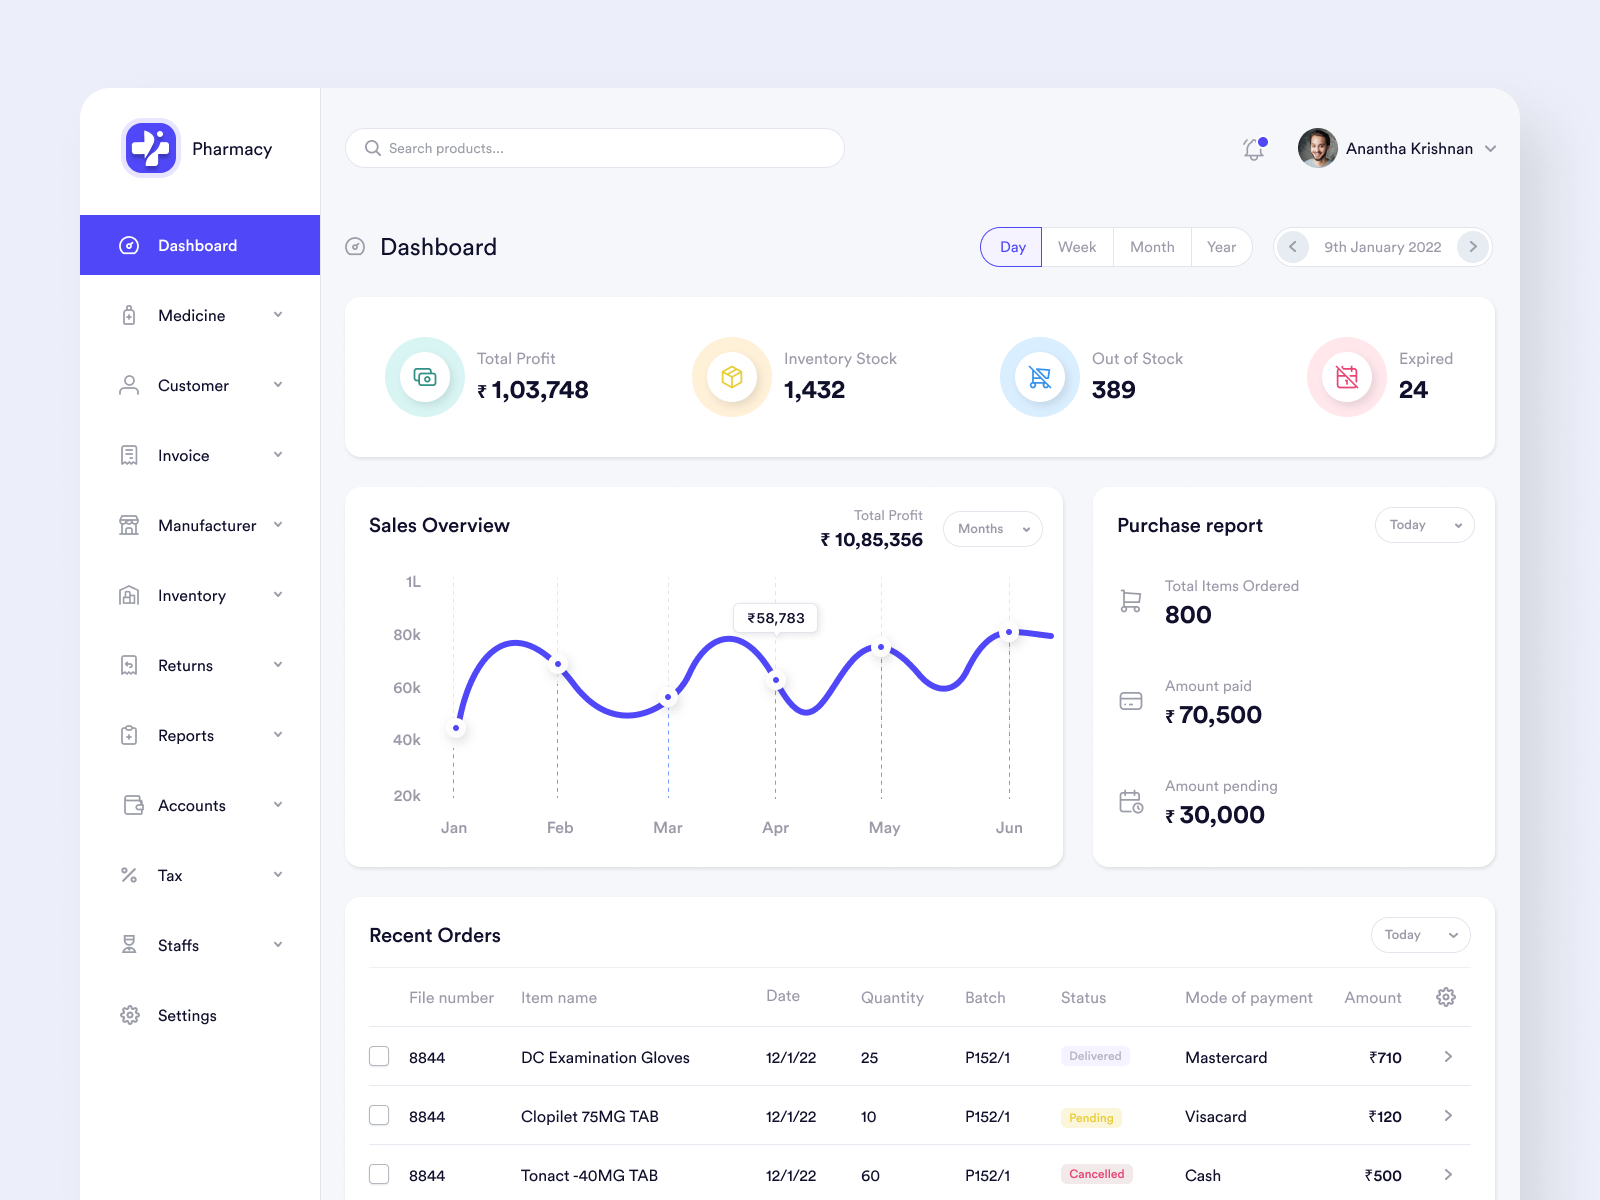 Pharmacy
Search products...
Anantha Krishnan
Dashboard
Medicine
Customer
Invoice
Manufacturer
Inventory
Returns
Reports
Accounts
Tax
Staffs
Settings
Dashboard
Day
Week
Month
Year
9th January 2022
Total Profit
₹ 1,03,748
Inventory Stock
1,432
Out of Stock
389
Expired
24
Sales Overview
Total Profit
₹ 10,85,356
Months
1L
80k
60k
40k
20k
₹58,783
Jan
Feb
Mar
Apr
May
Jun
Purchase report
Today
Total Items Ordered
800
Amount paid
₹ 70,500
Amount pending
₹ 30,000
Recent Orders
Today
File number Item name Date Quantity Batch Status Mode of payment Amount
8844 DC Examination Gloves 12/1/22 25 P152/1 Delivered Mastercard ₹710
8844 Clopilet 75MG TAB 12/1/22 10 P152/1 Pending Visacard ₹120
8844 Tonact -40MG TAB 12/1/22 60 P152/1 Cancelled Cash ₹500